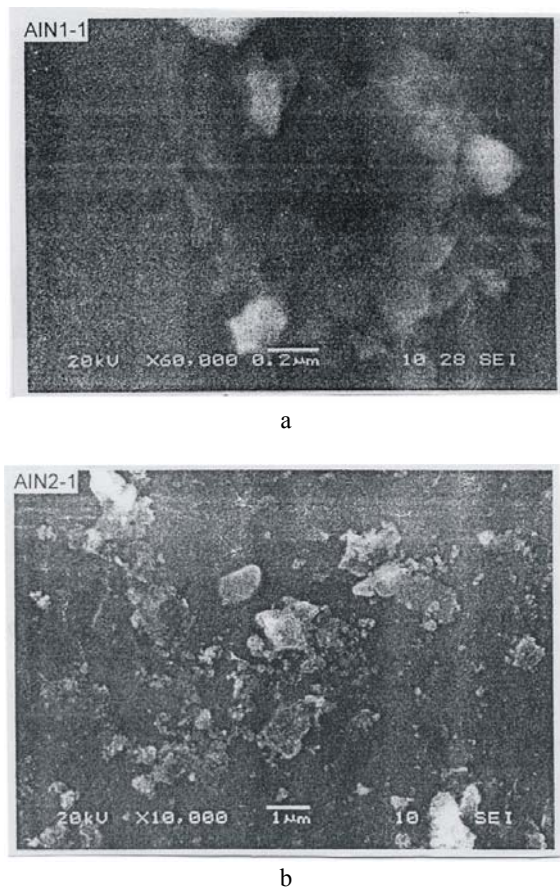 AlN1-1
20kV X60,000 0.2µm 10 28 SEI
a
AlN2-1
20kV X10,000 1µm 10 SEI
b